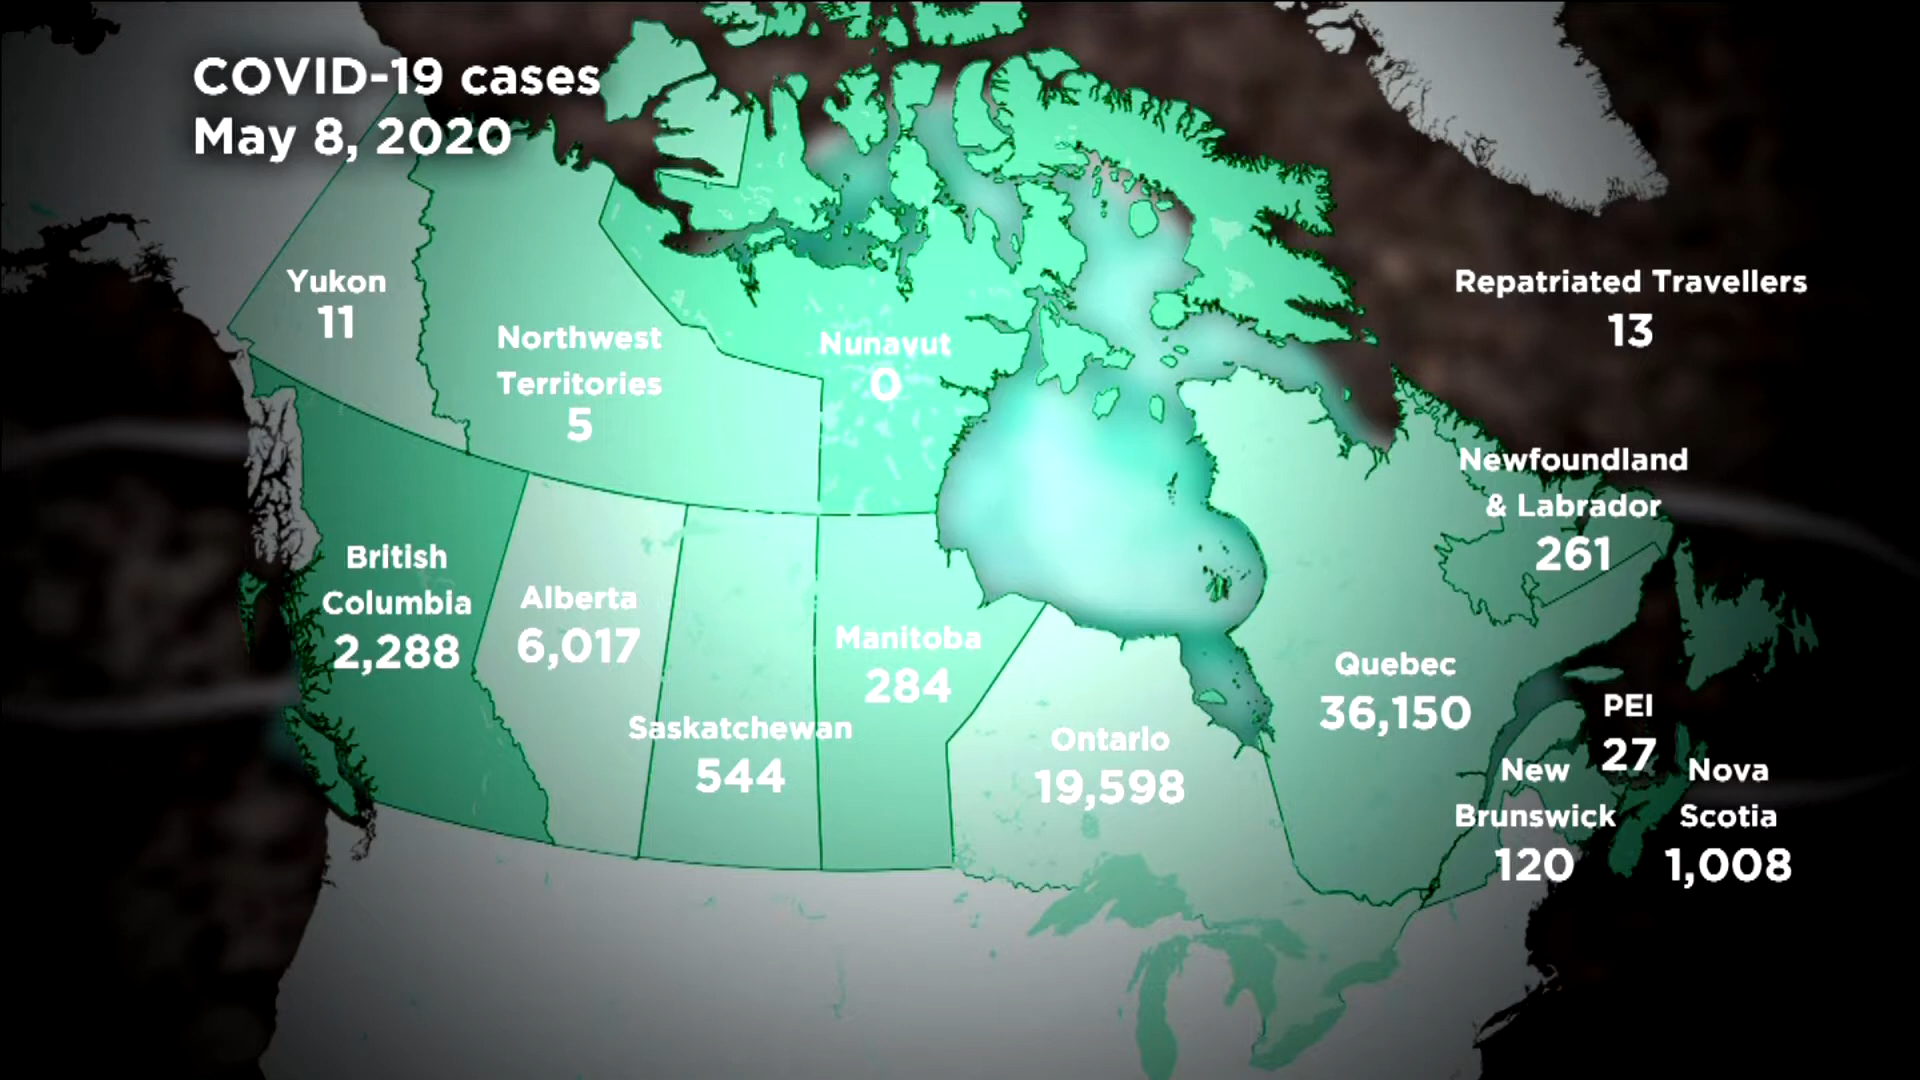 COVID-19 cases
May 8, 2020
Yukon
11
Northwest
Territories
5
Nunavut
0
Repatriated Travellers
13
Newfoundland
& Labrador
261
British
Columbia
2,288
Alberta
6,017
Saskatchewan
544
Manitoba
284
Ontario
19,598
Quebec
36,150
PEI
27
New
Brunswick
120
Nova
Scotia
1,008